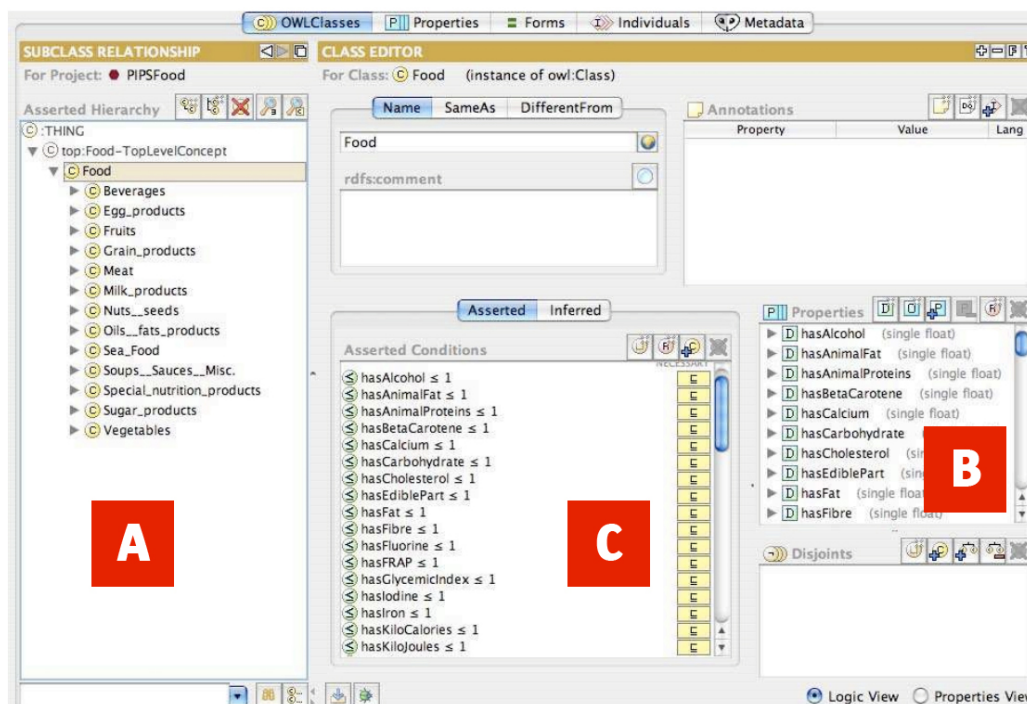 OWLClasses Properties Forms Individuals Metadata
SUBCLASS RELATIONSHIP
For Project: PIPSFood
Asserted Hierarchy
:THING
top:Food-TopLevelConcept
Food
Beverages
Egg_products
Fruits
Grain_products
Meat
Milk_products
Nuts__seeds
Oils__fats_products
Sea_Food
Soups__Sauces__Misc.
Special_nutrition_products
Sugar_products
Vegetables
A
CLASS EDITOR
For Class: Food (instance of owl:Class)
Name SameAs DifferentFrom
Food
rdfs:comment
Annotations
Property Value Lang
Asserted Inferred
Asserted Conditions
NECESSARY
hasAlcohol ≤ 1
hasAnimalFat ≤ 1
hasAnimalProteins ≤ 1
hasBetaCarotene ≤ 1
hasCalcium ≤ 1
hasCarbohydrate ≤ 1
hasCholesterol ≤ 1
hasEdiblePart ≤ 1
hasFat ≤ 1
hasFibre ≤ 1
hasFluorine ≤ 1
hasFRAP ≤ 1
hasGlycemicIndex ≤ 1
hasIodine ≤ 1
hasIron ≤ 1
hasKiloCalories ≤ 1
hasKiloJoules ≤ 1
C
Properties
hasAlcohol (single float)
hasAnimalFat (single float)
hasAnimalProteins (single float)
hasBetaCarotene (single float)
hasCalcium (single float)
hasCarbohydrate
hasCholesterol
hasEdiblePart
hasFat (single float)
hasFibre (single float)
B
Disjoints
Logic View Properties View